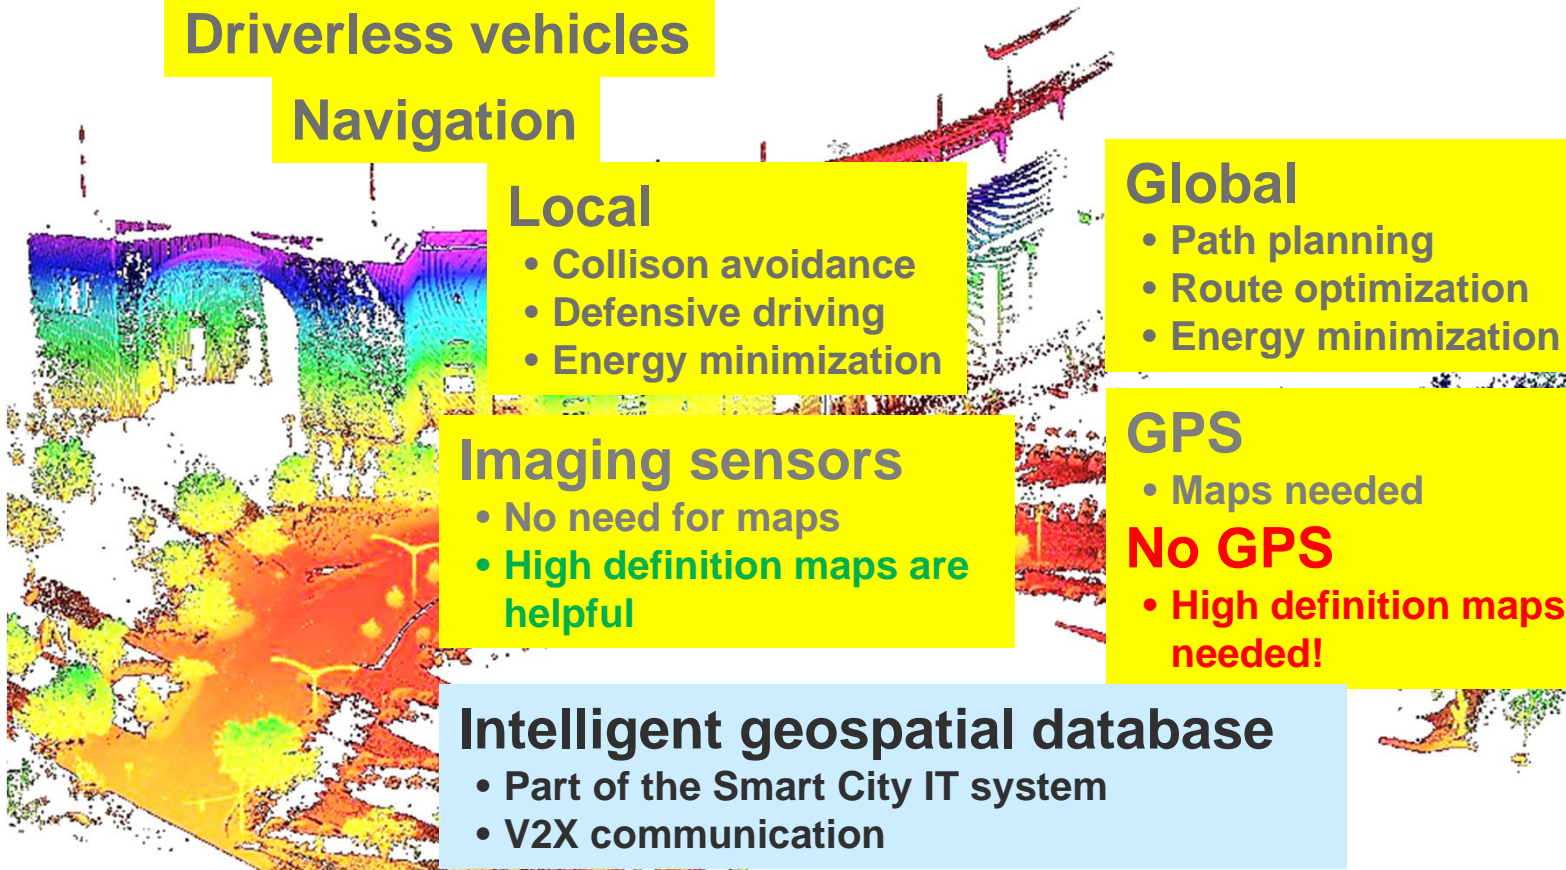 Driverless vehicles
Navigation
Local
• Collison avoidance
• Defensive driving
• Energy minimization
Global
• Path planning
• Route optimization
• Energy minimization
Imaging sensors
• No need for maps
• High definition maps are
helpful
GPS
• Maps needed
No GPS
• High definition maps
needed!
Intelligent geospatial database
• Part of the Smart City IT system
• V2X communication